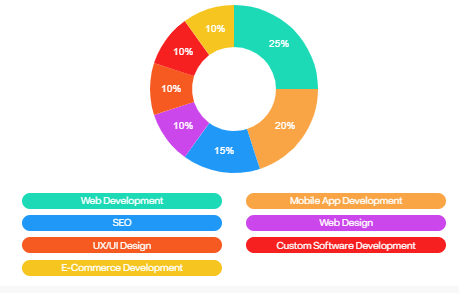 10%
25%
10%
10%
10%
20%
15%
Web Development
Mobile App Development
SEO
Web Design
UX/UI Design
Custom Software Development
E-Commerce Development